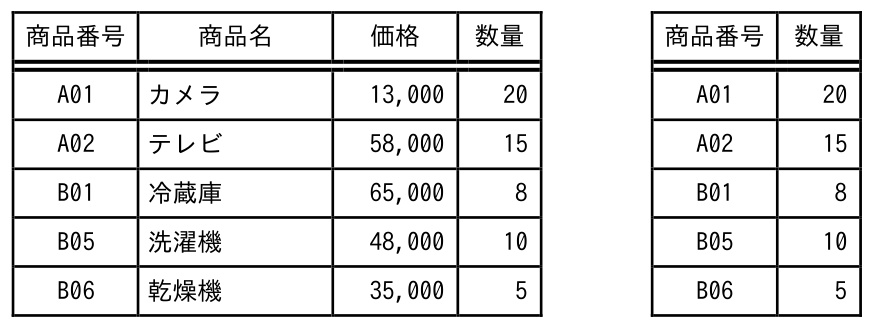 商品番号 商品名 価格 数量
A01 カメラ 13,000 20
A02 テレビ 58,000 15
B01 冷蔵庫 65,000 8
B05 洗濯機 48,000 10
B06 乾燥機 35,000 5
商品番号 数量
A01 20
A02 15
B01 8
B05 10
B06 5